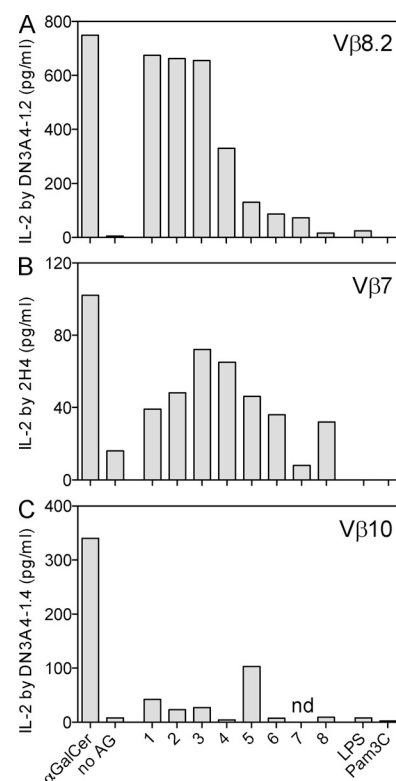 A
Vβ8.2
IL-2 by DN3A4-1.2 (pg/ml)
800
600
400
200
0
B
Vβ7
IL-2 by 2H4 (pg/ml)
120
80
40
0
C
Vβ10
IL-2 by DN3A4-1.4 (pg/ml)
400
300
200
100
0
nd
αGalCer
no AG
1
2
3
4
5
6
7
8
LPS
Pam3C